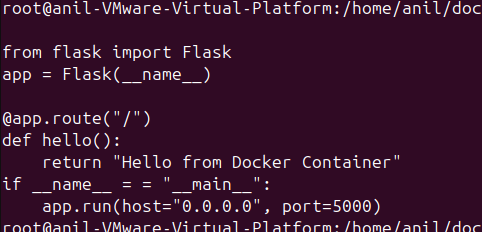 root@anil-VMware-Virtual-Platform:/home/anil/doc
from flask import Flask
app = Flask(__name__)
@app.route("/")
def hello():
    return "Hello from Docker Container"
if __name__ = = "__main__":
    app.run(host="0.0.0.0", port=5000)
root@anil-VMware-Virtual-Platform:/home/anil/doc